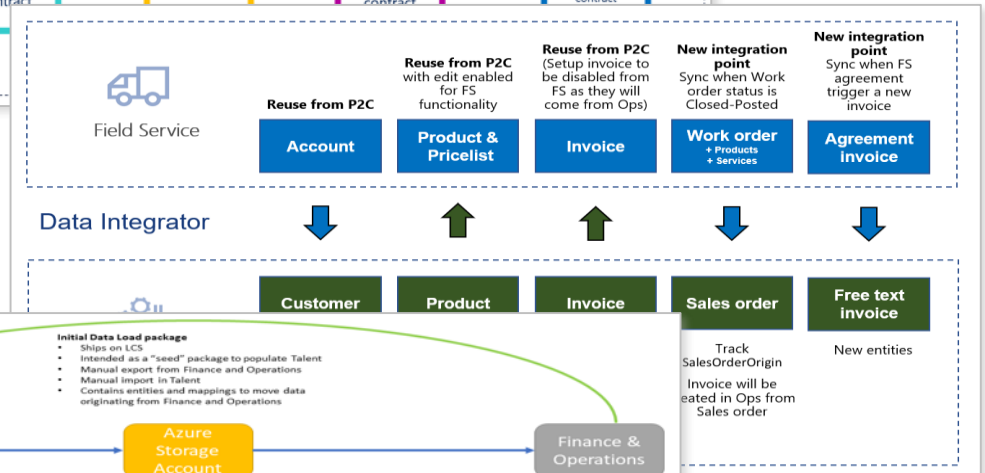 contract
contract
Reuse from P2C
Reuse from P2C
with edit enabled
for FS
functionality
Reuse from P2C
(Setup invoice to
be disabled from
FS as they will
come from Ops)
New integration
point
Sync when Work
order status is
Closed-Posted
New integration
point
Sync when FS
agreement
trigger a new
invoice
Field Service
Account
Product &
Pricelist
Invoice
Work order
+ Products
+ Services
Agreement
invoice
Data Integrator
Customer
Product
Invoice
Sales order
Free text
invoice
Track
SalesOrderOrigin
Invoice will be
eated in Ops from
Sales order
New entities
Initial Data Load package
• Ships on LCS
• Intended as a "seed" package to populate Talent
• Manual export from Finance and Operations
• Manual import in Talent
• Contains entities and mappings to move data
originating from Finance and Operations
Azure
Storage
Account
Finance &
Operations